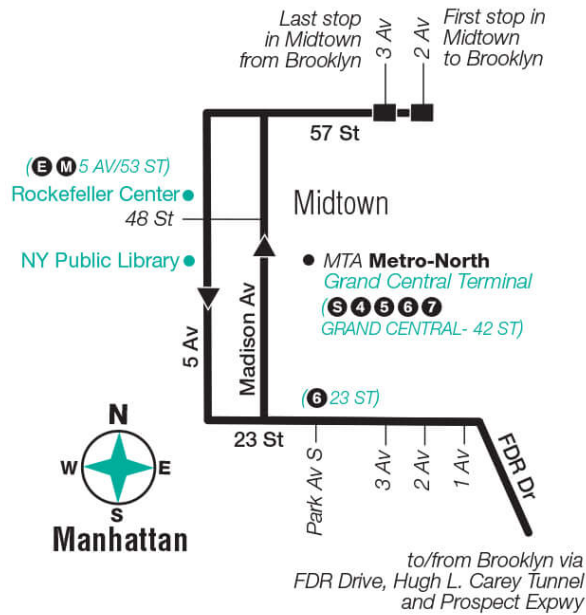 Last stop
in Midtown
from Brooklyn
3 Av
2 Av
First stop in
Midtown
to Brooklyn
57 St
(E M 5 AV/53 ST)
Rockefeller Center
48 St
Midtown
NY Public Library
MTA Metro-North
Grand Central Terminal
(S 4 5 6 7
GRAND CENTRAL- 42 ST)
5 Av
Madison Av
(6 23 ST)
23 St
Park Av S
3 Av
2 Av
1 Av
FDR Dr
N
W E
S
Manhattan
to/from Brooklyn via
FDR Drive, Hugh L. Carey Tunnel
and Prospect Expwy